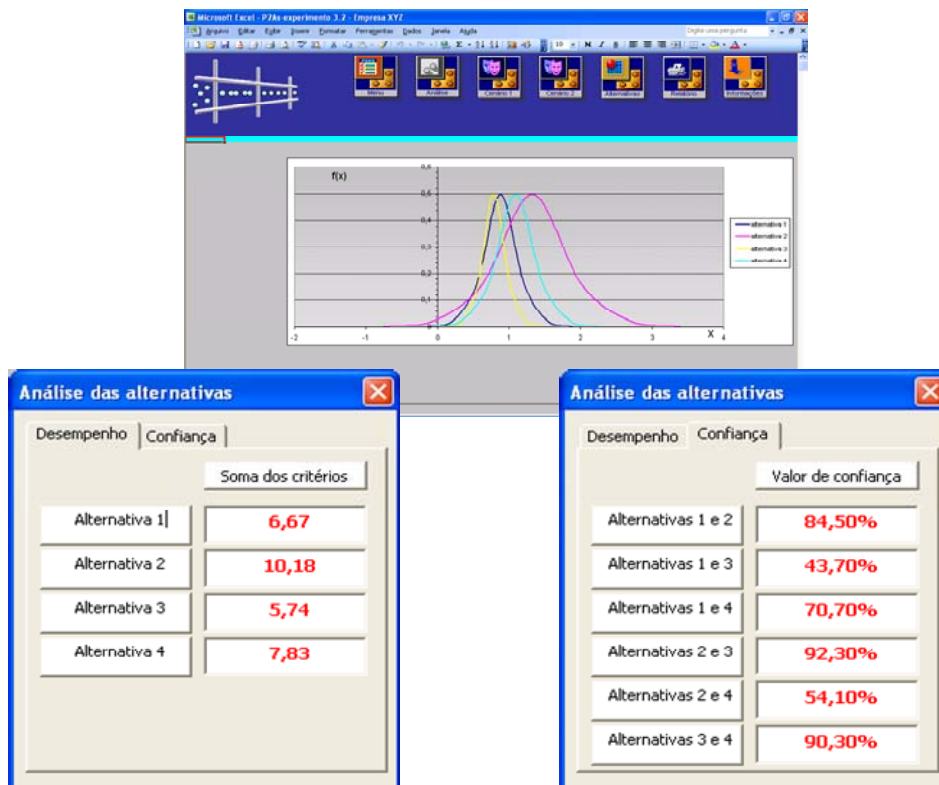 Microsoft Excel - P2As-experimento 3.2 - Empresa XYZ
Arquivo Editar Exibir Inserir Formatar Ferramentas Dados Janela Ajuda
Digite uma pergunta
10 N I S
Menu Análise Cenário 1 Cenário 2 Alternativas Relatório Informações
f(x)
0,6
0,5
0,4
0,3
0,2
0,1
0
-2 -1 0 1 2 3 4
X
alternativa 1
alternativa 2
alternativa 3
alternativa 4
Análise das alternativas
Desempenho Confiança
Soma dos critérios
Alternativa 1 6,67
Alternativa 2 10,18
Alternativa 3 5,74
Alternativa 4 7,83
Análise das alternativas
Desempenho Confiança
Valor de confiança
Alternativas 1 e 2 84,50%
Alternativas 1 e 3 43,70%
Alternativas 1 e 4 70,70%
Alternativas 2 e 3 92,30%
Alternativas 2 e 4 54,10%
Alternativas 3 e 4 90,30%